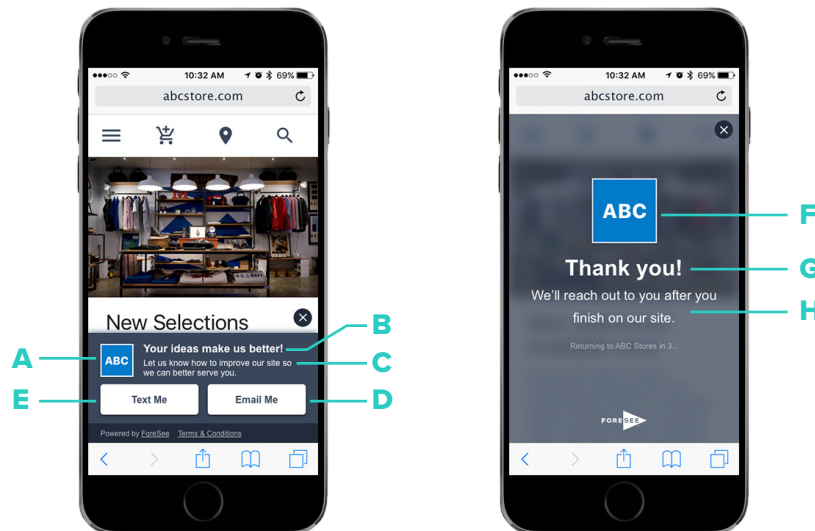 10:32 AM
69%
abcstore.com
New Selections
ABC
Your ideas make us better!
Let us know how to improve our site so
we can better serve you.
Text Me
Email Me
Powered by ForeSee Terms & Conditions
A
B
C
E
D
10:32 AM
69%
abcstore.com
ABC
Thank you!
We'll reach out to you after you
finish on our site.
Returning to ABC Stores in 3...
FORESEE
F
G
H